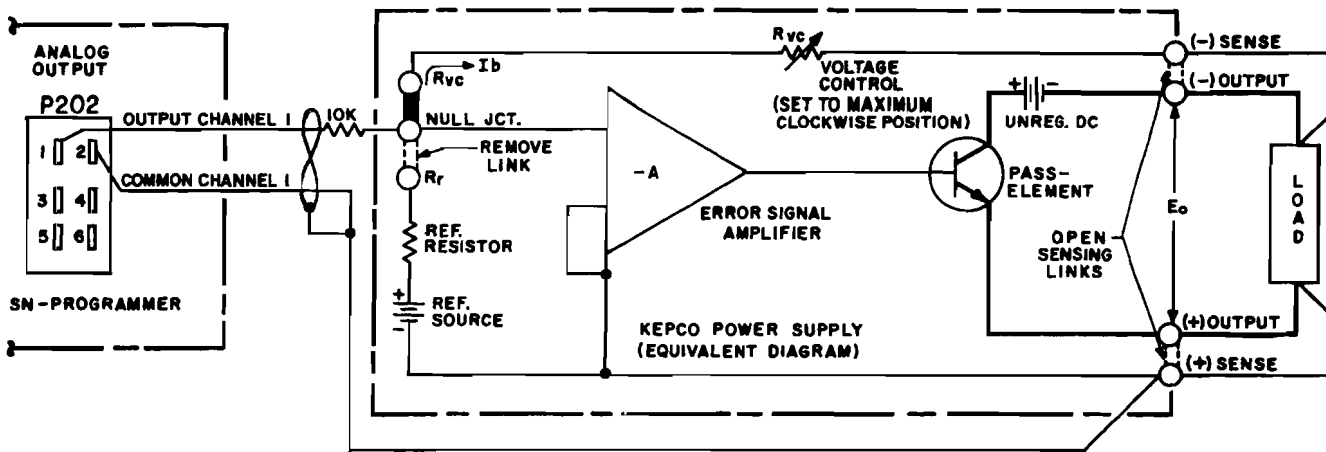 ANALOG
OUTPUT
P202
1 2
3 4
5 6
SN-PROGRAMMER
OUTPUT CHANNEL 1
COMMON CHANNEL 1
10K
Rvc
Ib
NULL JCT.
REMOVE
LINK
Rr
REF.
RESISTOR
+
REF.
SOURCE
-
-A
ERROR SIGNAL
AMPLIFIER
KEPCO POWER SUPPLY
(EQUIVALENT DIAGRAM)
Rvc
VOLTAGE
CONTROL
(SET TO MAXIMUM
CLOCKWISE POSITION)
+ -
UNREG. DC
PASS-
ELEMENT
OPEN
SENSING
LINKS
Eo
(-) SENSE
(-) OUTPUT
LOAD
(+) OUTPUT
(+) SENSE